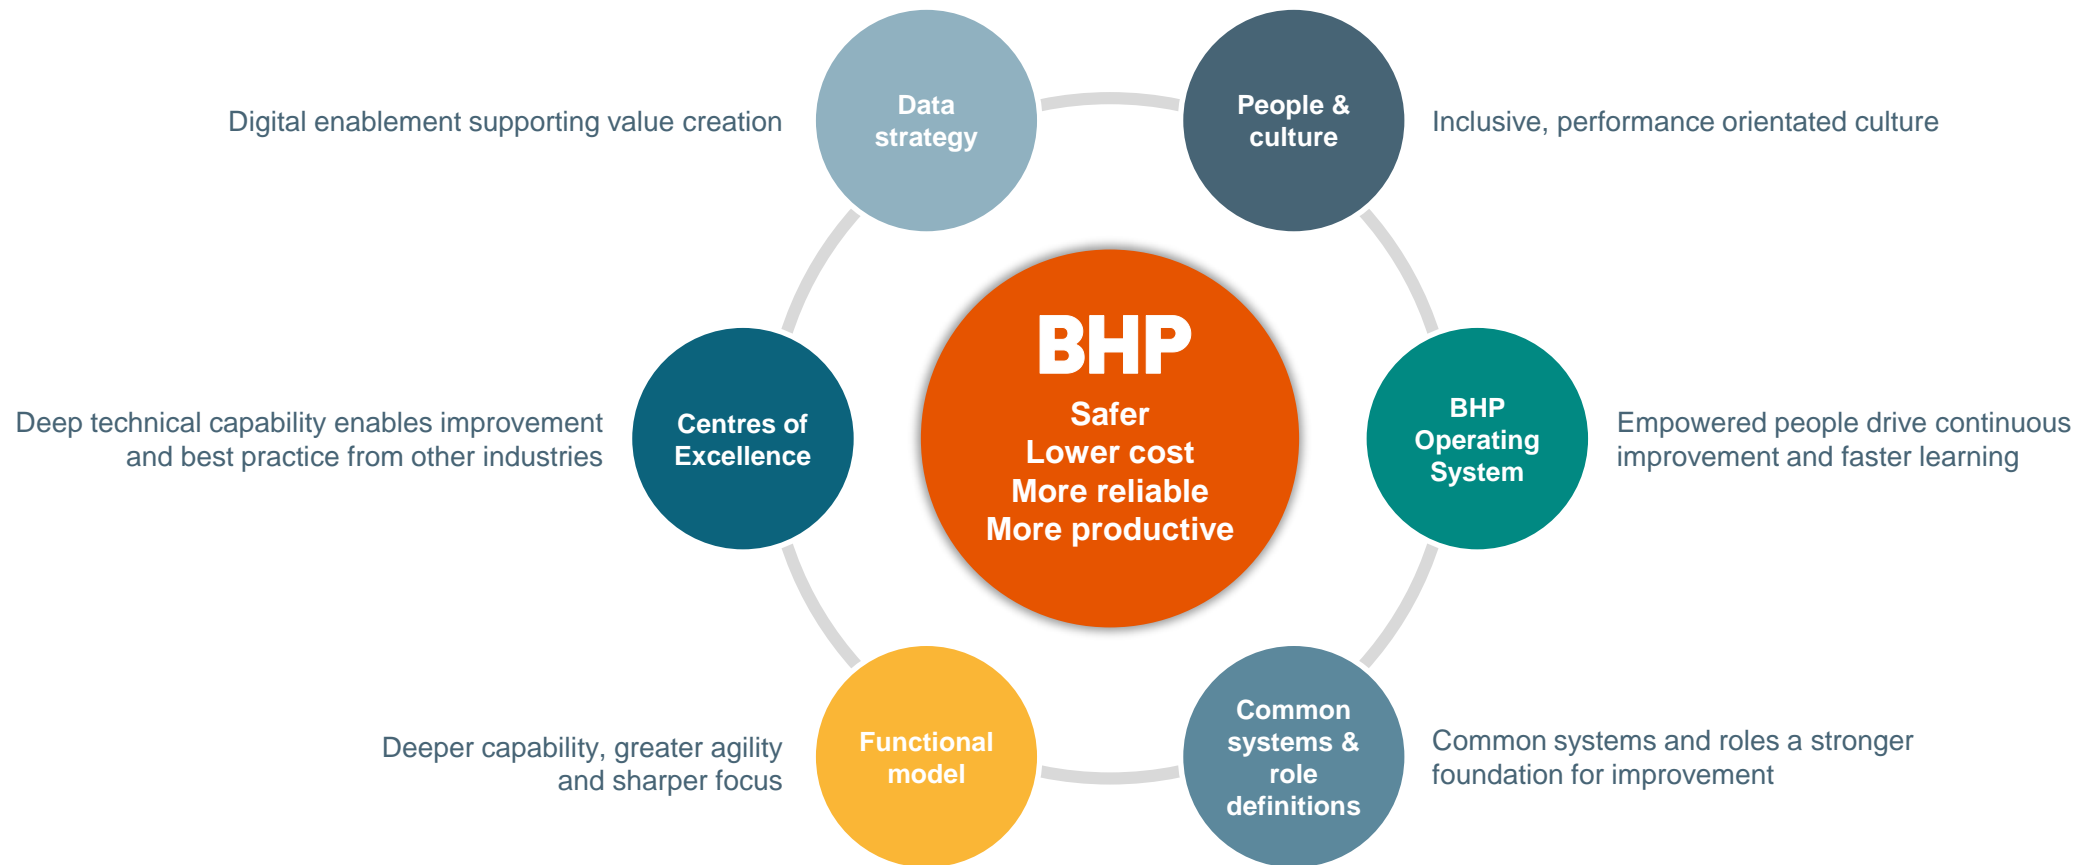 Data
strategy
Digital enablement supporting value creation
People &
culture
Inclusive, performance orientated culture
BHP
Safer
Lower cost
More reliable
More productive
Centres of
Excellence
Deep technical capability enables improvement
and best practice from other industries
BHP
Operating
System
Empowered people drive continuous
improvement and faster learning
Functional
model
Deeper capability, greater agility
and sharper focus
Common
systems &
role
definitions
Common systems and roles a stronger
foundation for improvement